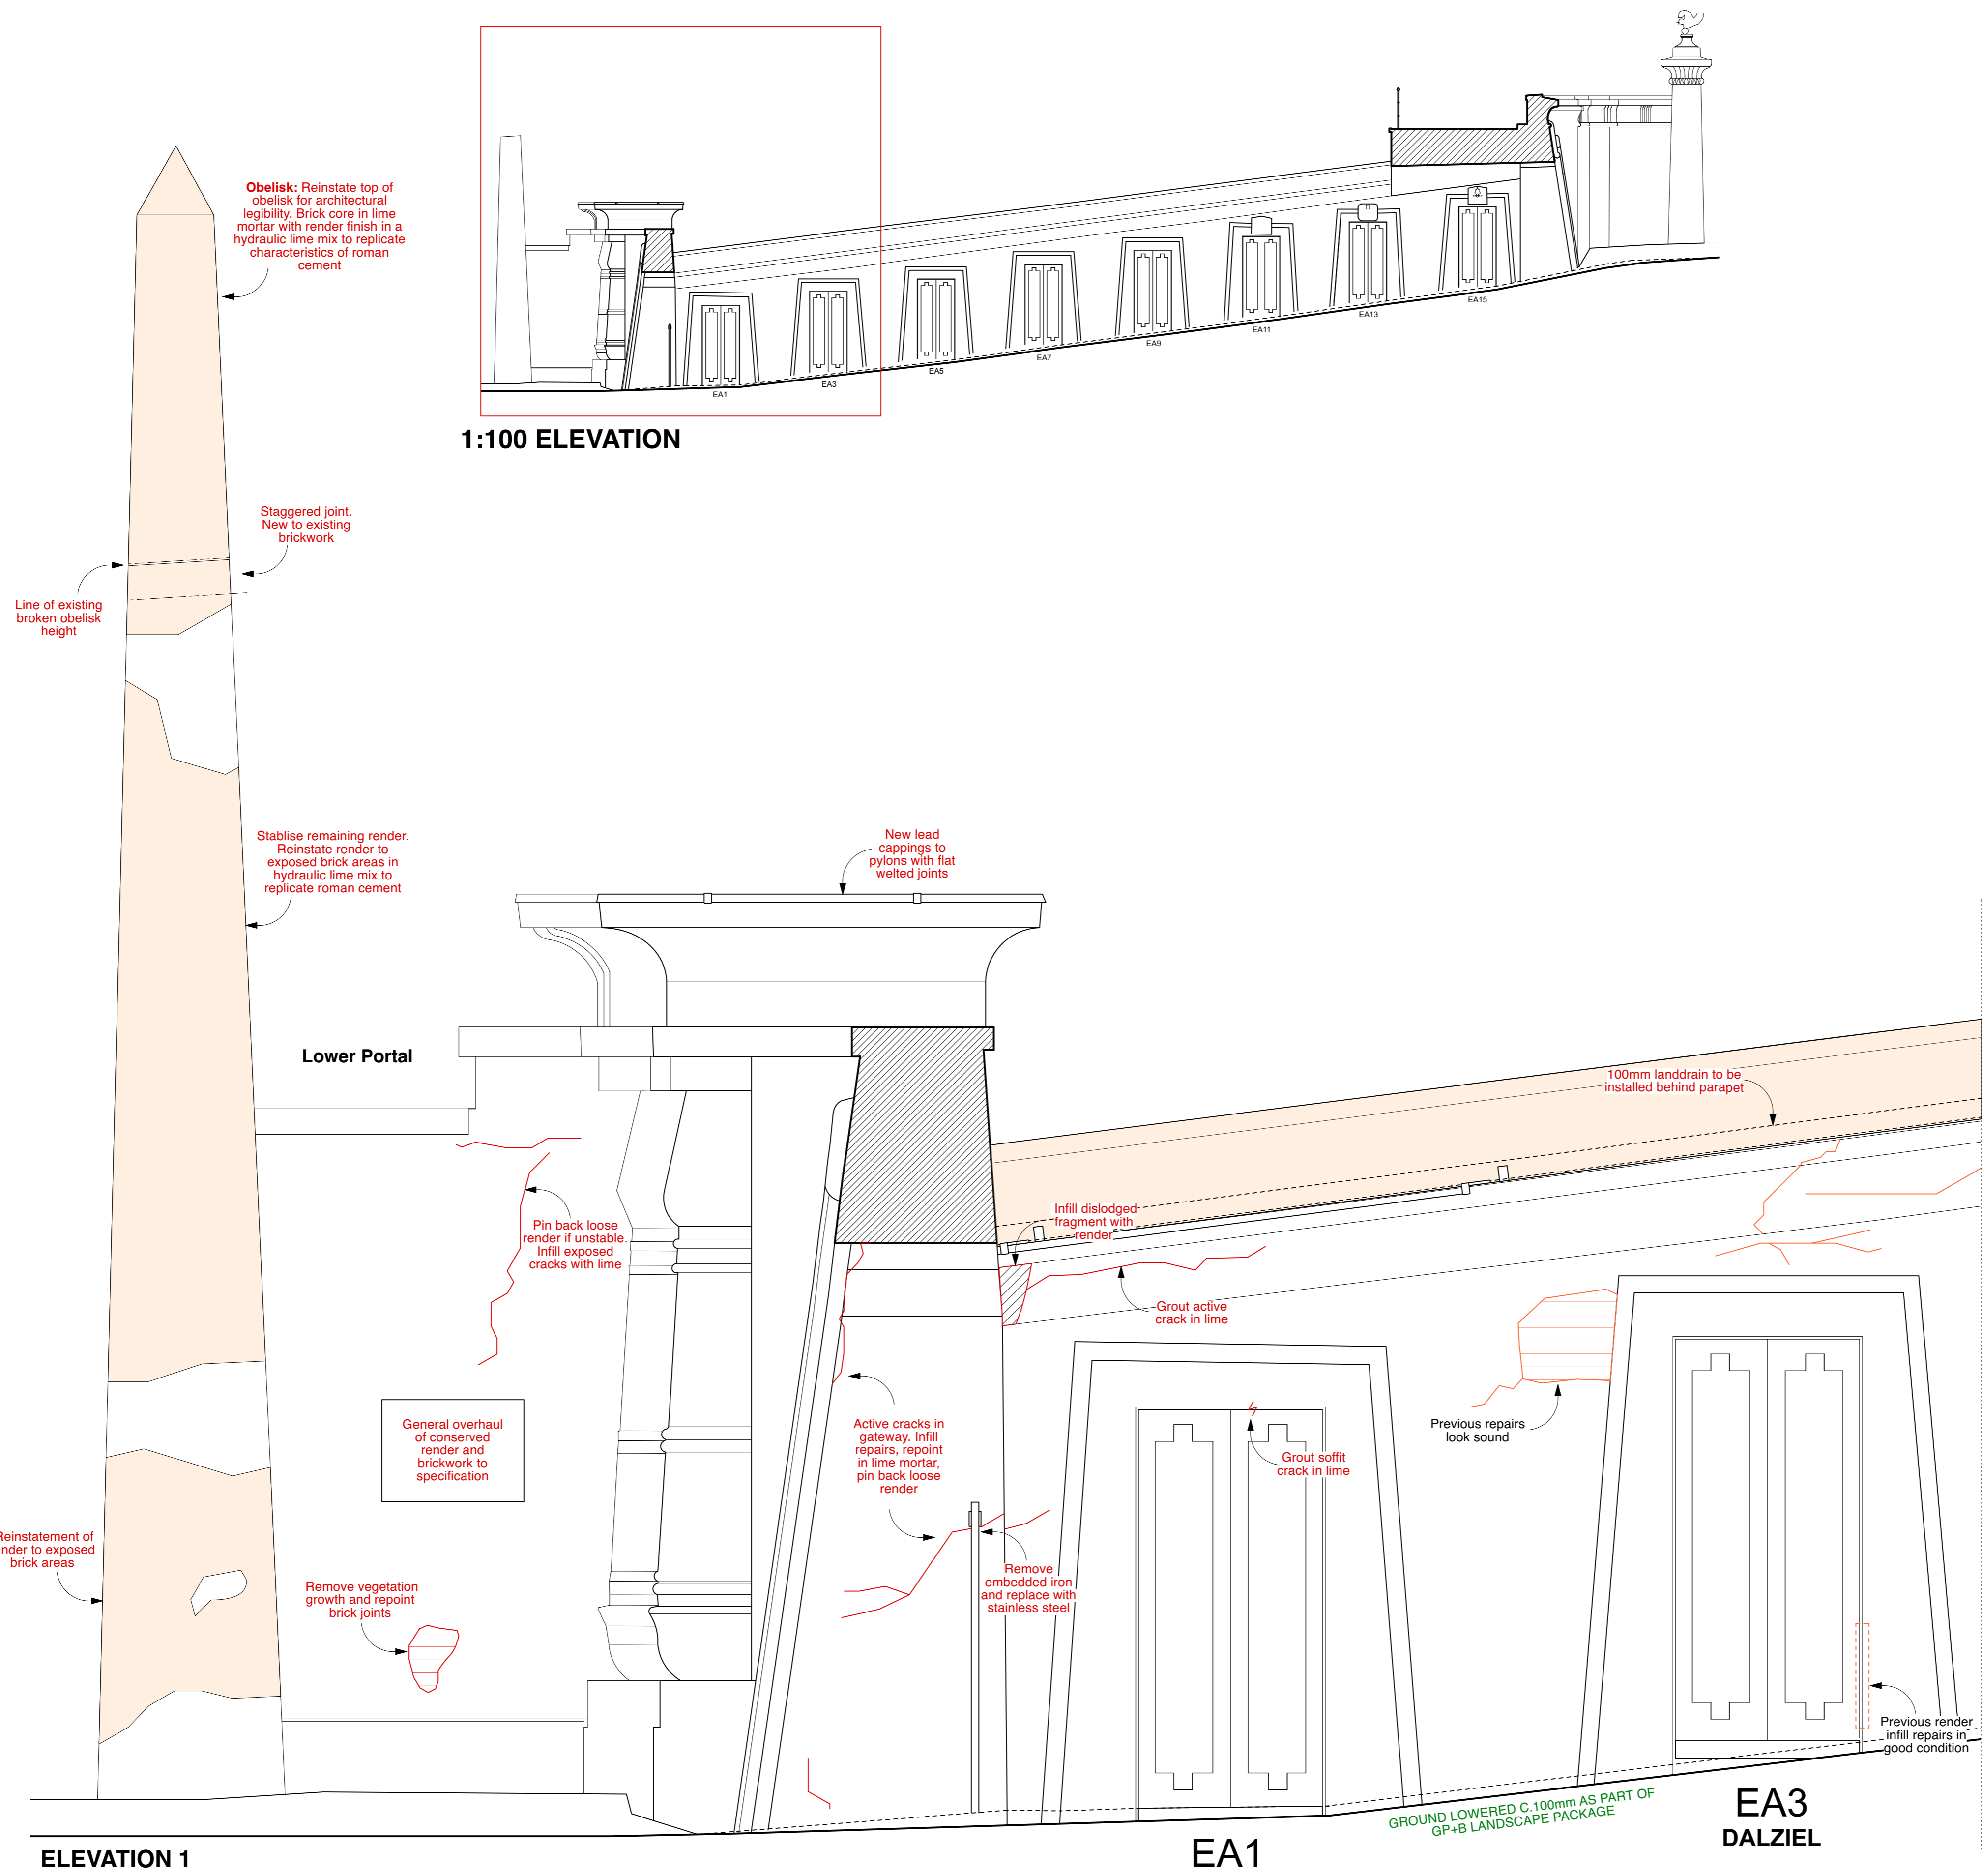 EA1
EA3
EA5
EA7
EA9
EA11
EA13
EA15
1:100 ELEVATION
Obelisk: Reinstate top of
obelisk for architectural
legibility. Brick core in lime
mortar with render finish in a
hydraulic lime mix to replicate
characteristics of roman
cement
Staggered joint.
New to existing
brickwork
Line of existing
broken obelisk
height
Stablise remaining render.
Reinstate render to
exposed brick areas in
hydraulic lime mix to
replicate roman cement
New lead
cappings to
pylons with flat
welted joints
Lower Portal
100mm landdrain to be
installed behind parapet
Pin back loose
render if unstable.
Infill exposed
cracks with lime
Infill dislodged
fragment with
render
Grout active
crack in lime
General overhaul
of conserved
render and
brickwork to
specification
Active cracks in
gateway. Infill
repairs, repoint
in lime mortar,
pin back loose
render
Grout soffit
crack in lime
Previous repairs
look sound
Reinstatement of
render to exposed
brick areas
Remove vegetation
growth and repoint
brick joints
Remove
embedded iron
and replace with
stainless steel
Previous render
infill repairs in
good condition
GROUND LOWERED C.100mm AS PART OF
GP+B LANDSCAPE PACKAGE
EA3
DALZIEL
EA1
ELEVATION 1